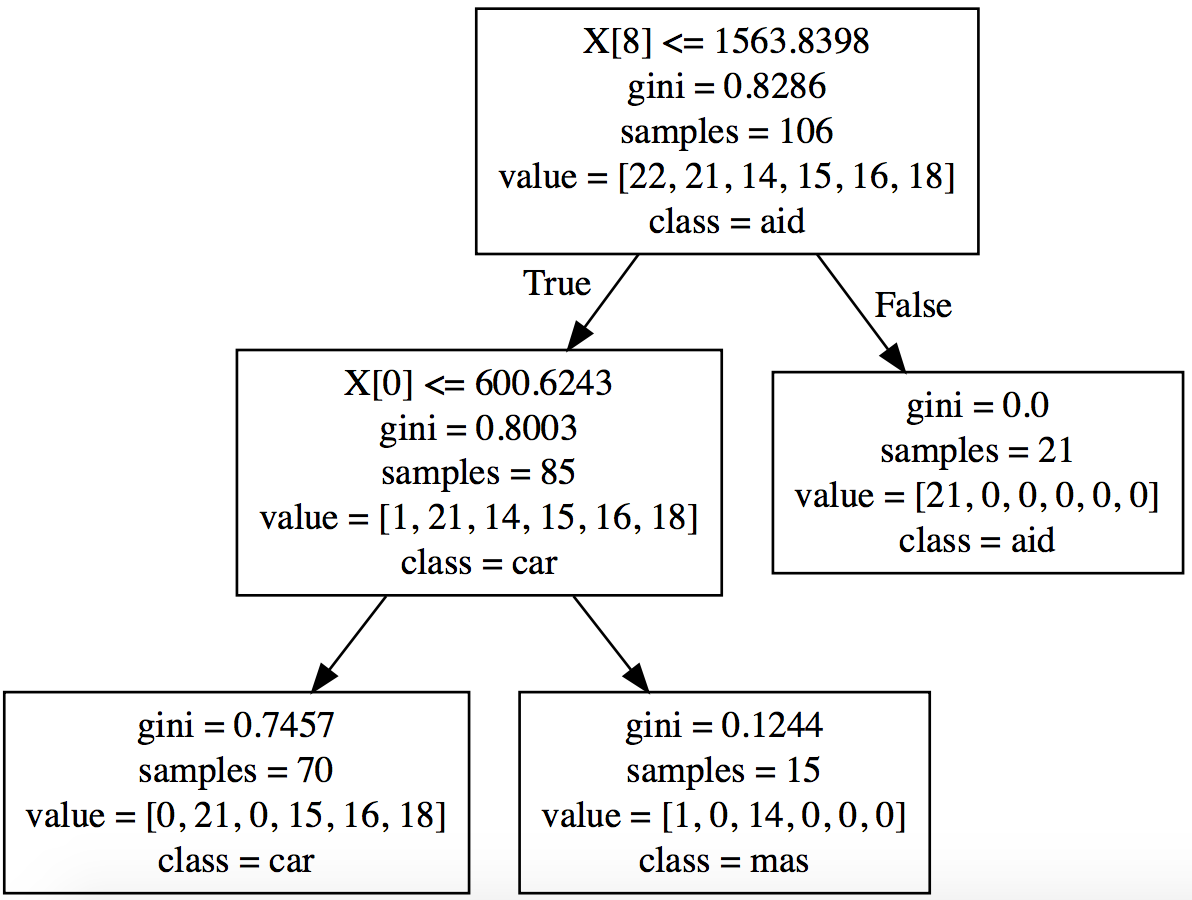 X[8] <= 1563.8398
gini = 0.8286
samples = 106
value = [22, 21, 14, 15, 16, 18]
class = aid
True
False
X[0] <= 600.6243
gini = 0.8003
samples = 85
value = [1, 21, 14, 15, 16, 18]
class = car
gini = 0.0
samples = 21
value = [21, 0, 0, 0, 0, 0]
class = aid
gini = 0.7457
samples = 70
value = [0, 21, 0, 15, 16, 18]
class = car
gini = 0.1244
samples = 15
value = [1, 0, 14, 0, 0, 0]
class = mas